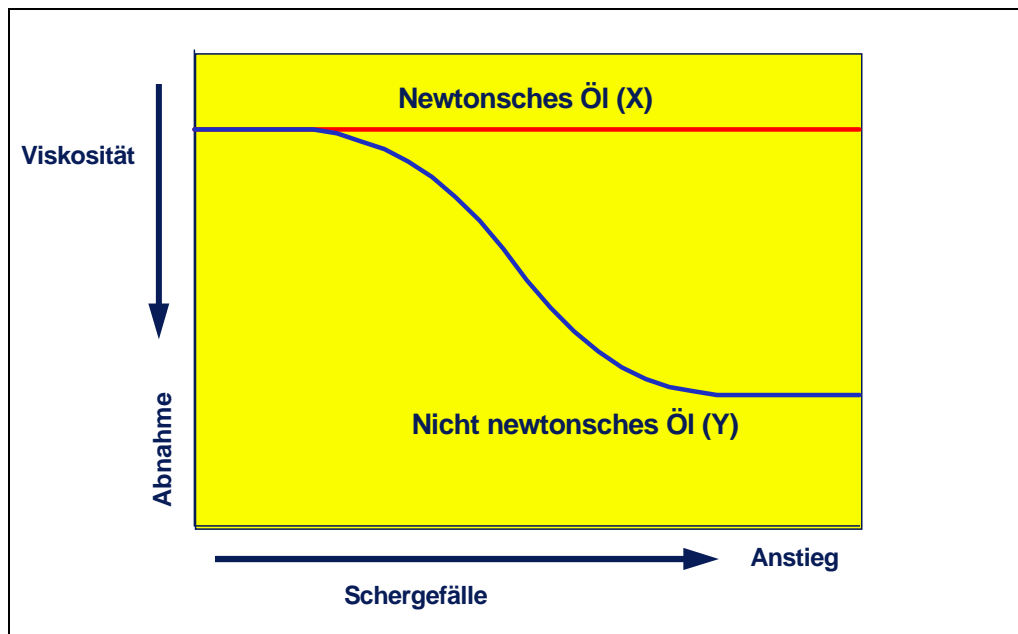 Newtonsches Öl (X)
Viskosität
Abnahme
Nicht newtonsches Öl (Y)
Anstieg
Schergefälle